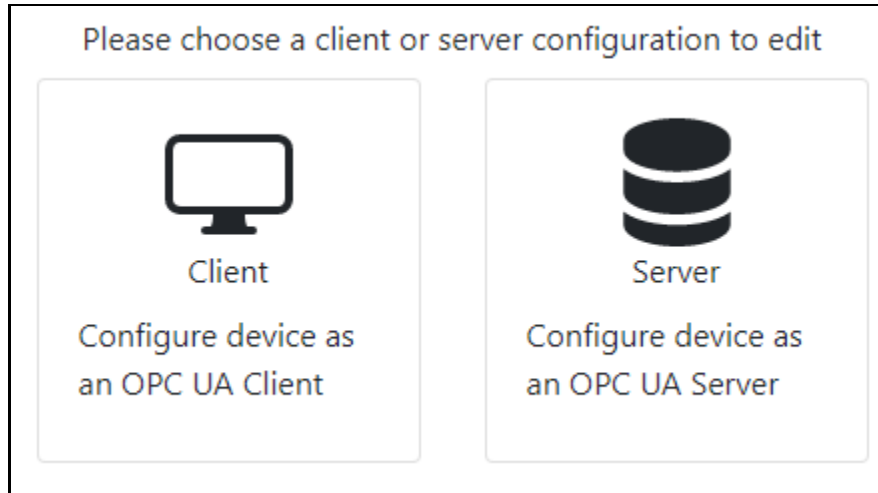 Please choose a client or server configuration to edit
Client
Configure device as
an OPC UA Client
Server
Configure device as
an OPC UA Server